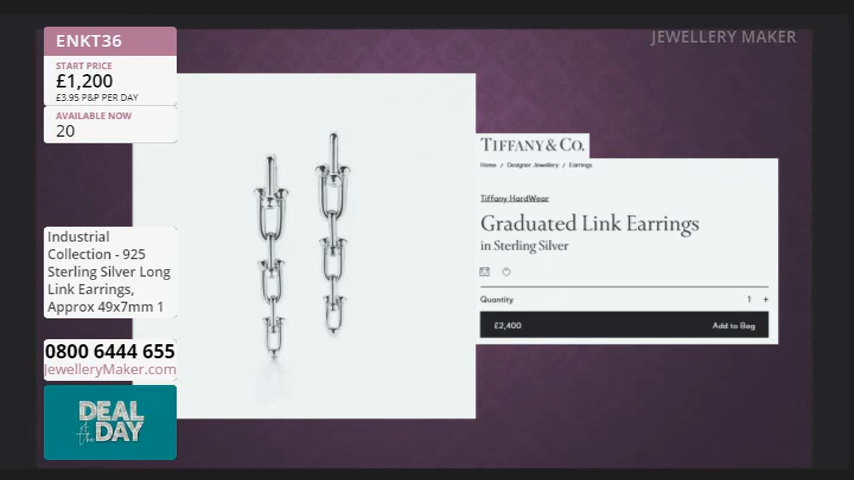 ENKT36
START PRICE
£1,200
£3.95 P&P PER DAY
AVAILABLE NOW
20
Industrial
Collection - 925
Sterling Silver Long
Link Earrings,
Approx 49x7mm 1
0800 6444 655
JewelleryMaker.com
DEAL
of the
DAY
JEWELLERY MAKER
TIFFANY & CO.
Home / Designer Jewellery / Earrings
Tiffany HardWear
Graduated Link Earrings
in Sterling Silver
Quantity 1 +
£2,400 Add to Bag